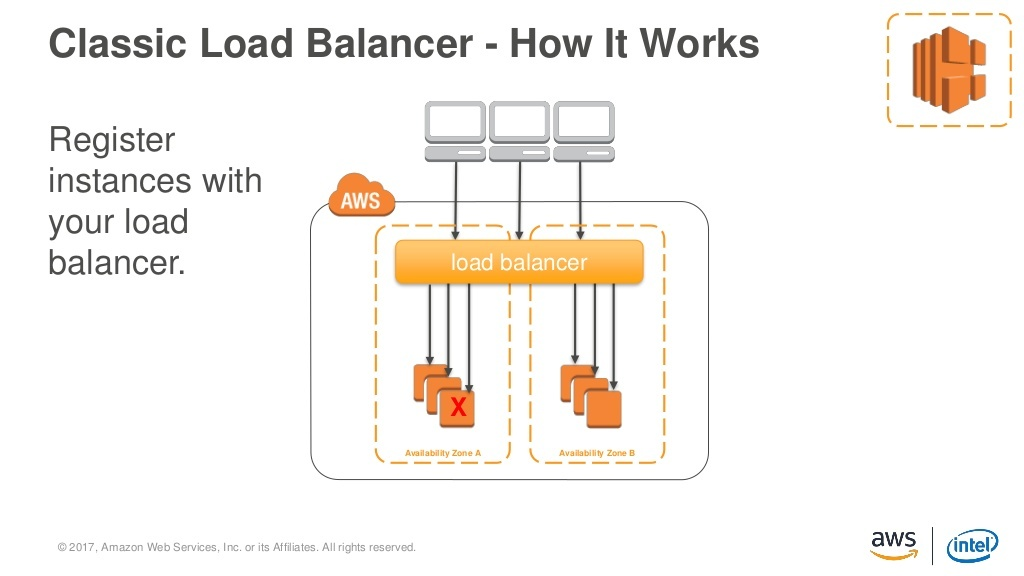 Classic Load Balancer - How It Works
Register
instances with
your load
balancer.
AWS
load balancer
X
Availability Zone A
Availability Zone B
© 2017, Amazon Web Services, Inc. or its Affiliates. All rights reserved.
aws
intel